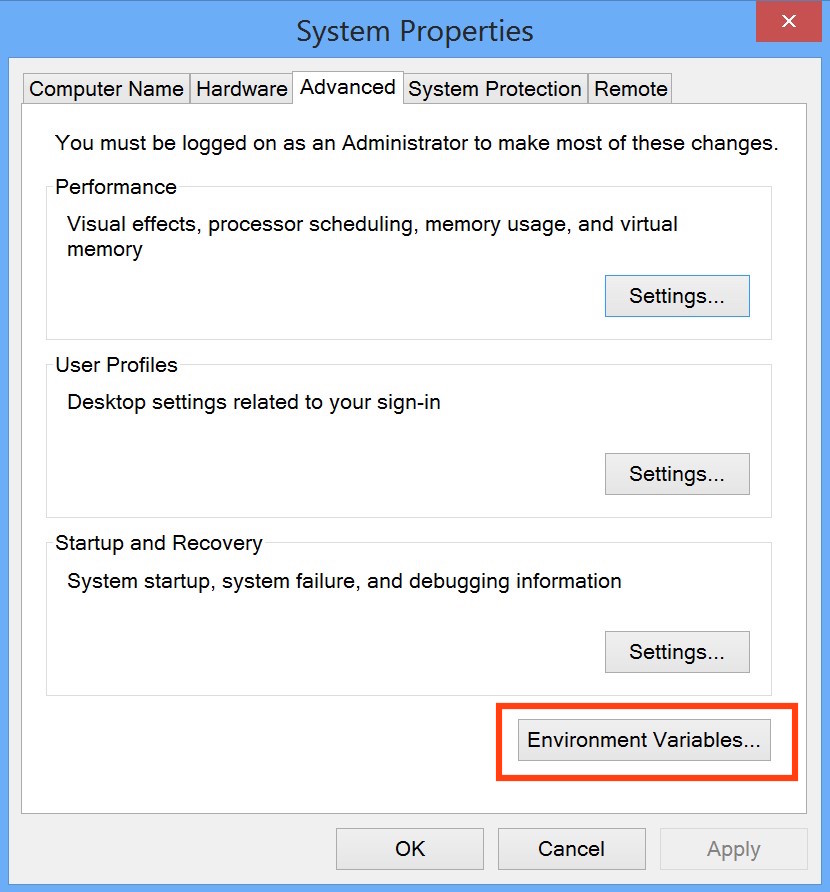 System Properties
Computer Name Hardware Advanced System Protection Remote
You must be logged on as an Administrator to make most of these changes.
Performance
Visual effects, processor scheduling, memory usage, and virtual
memory
Settings...
User Profiles
Desktop settings related to your sign-in
Settings...
Startup and Recovery
System startup, system failure, and debugging information
Settings...
Environment Variables...
OK Cancel Apply